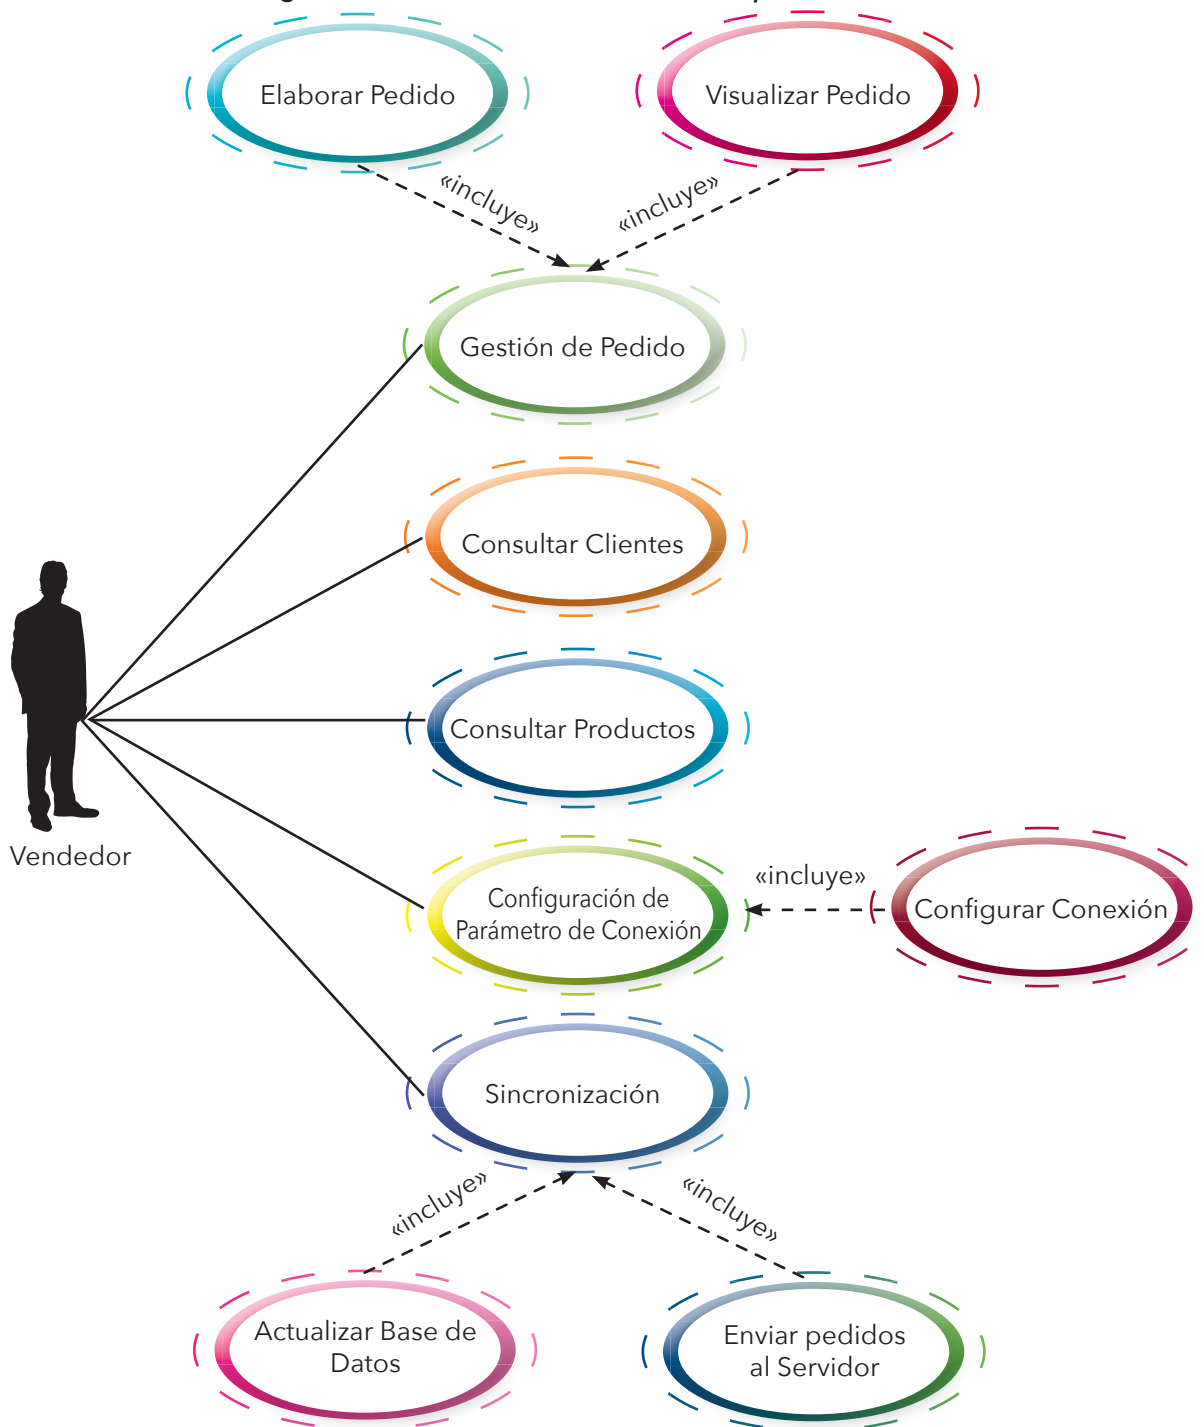 Elaborar Pedido
Visualizar Pedido
«incluye»
«incluye»
Gestión de Pedido
Consultar Clientes
Consultar Productos
Vendedor
Configuración de
Parámetro de Conexión
«incluye»
Configurar Conexión
Sincronización
«incluye»
«incluye»
Actualizar Base de
Datos
Enviar pedidos
al Servidor